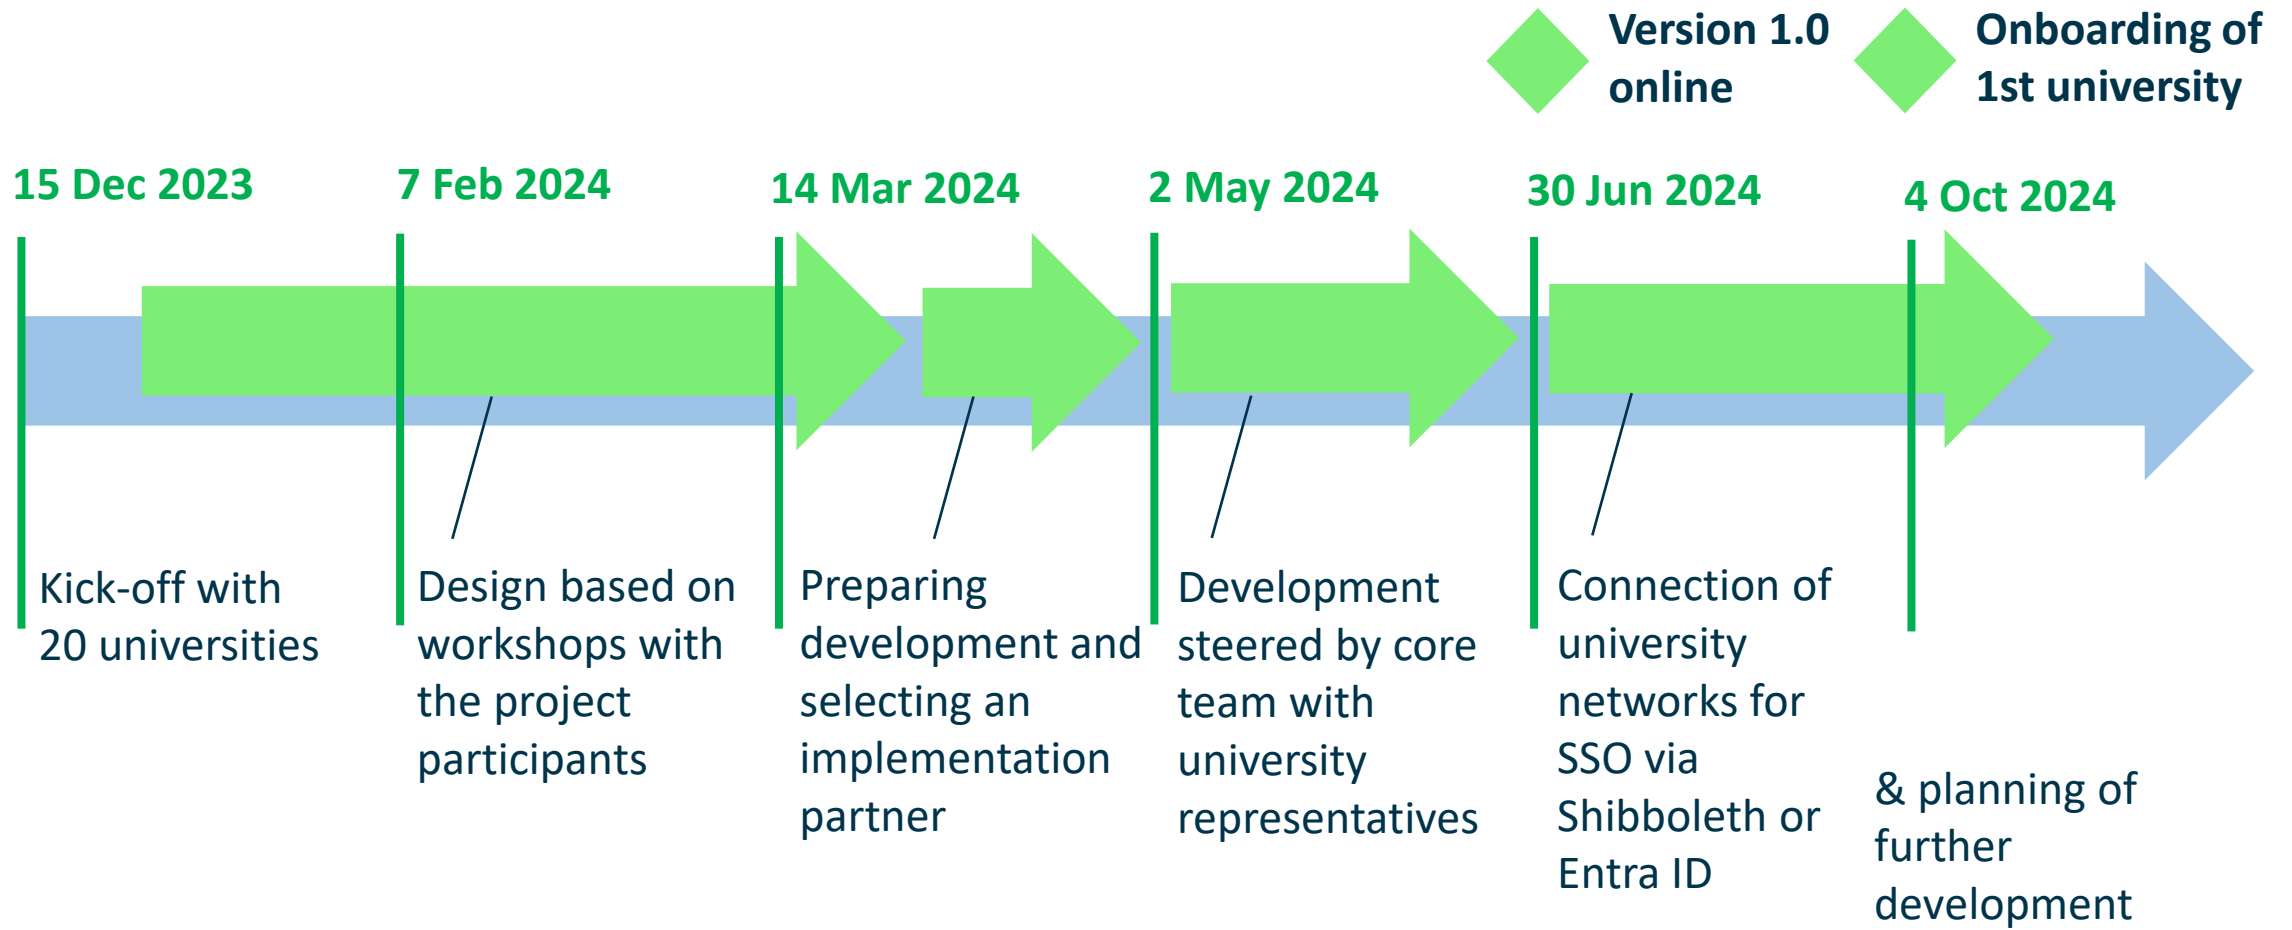 Version 1.0
online
Onboarding of
1st university
15 Dec 2023
7 Feb 2024
14 Mar 2024
2 May 2024
30 Jun 2024
4 Oct 2024
Kick-off with
20 universities
Design based on
workshops with
the project
participants
Preparing
development and
selecting an
implementation
partner
Development
steered by core
team with
university
representatives
Connection of
university
networks for
SSO via
Shibboleth or
Entra ID
& planning of
further
development